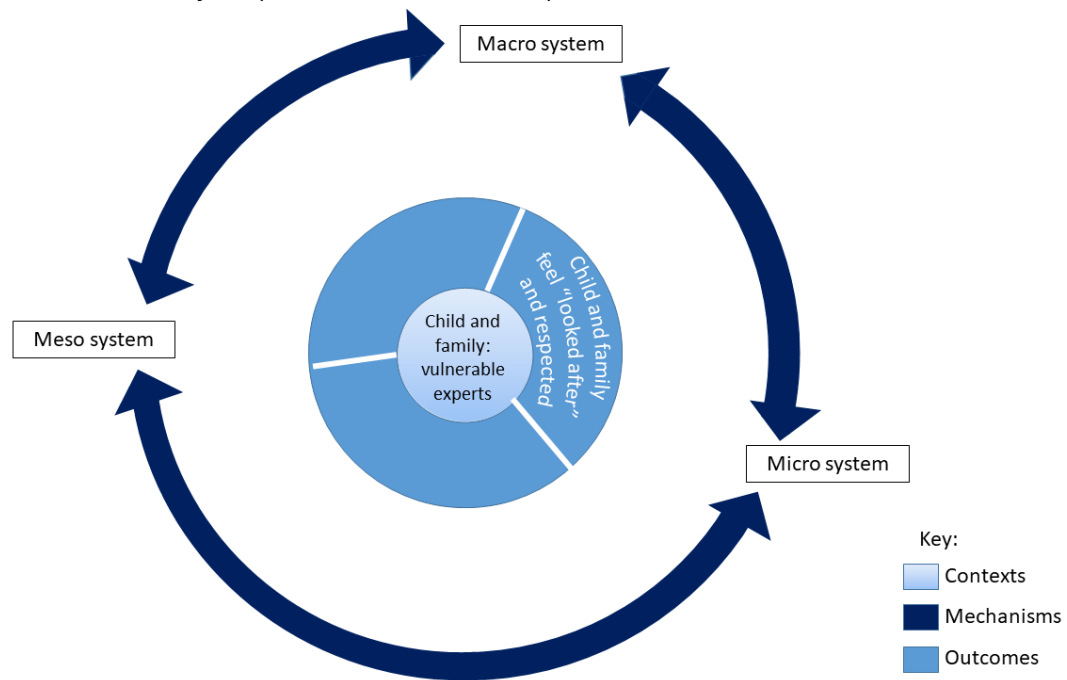 Macro system
Child and family
feel “looked after”
and respected
Child and
family:
vulnerable
experts
Meso system
Micro system
Key:
Contexts
Mechanisms
Outcomes